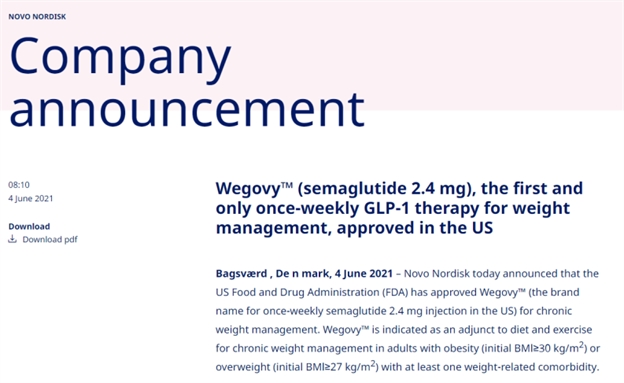 NOVO NORDISK
Company
announcement
08:10
4 June 2021
Download
Download pdf
Wegovy™ (semaglutide 2.4 mg), the first and
only once-weekly GLP-1 therapy for weight
management, approved in the US
Bagsværd , De n mark, 4 June 2021 – Novo Nordisk today announced that the
US Food and Drug Administration (FDA) has approved Wegovy™ (the brand
name for once-weekly semaglutide 2.4 mg injection in the US) for chronic
weight management. Wegovy™ is indicated as an adjunct to diet and exercise
for chronic weight management in adults with obesity (initial BMI≥30 kg/m²) or
overweight (initial BMI≥27 kg/m²) with at least one weight-related comorbidity.